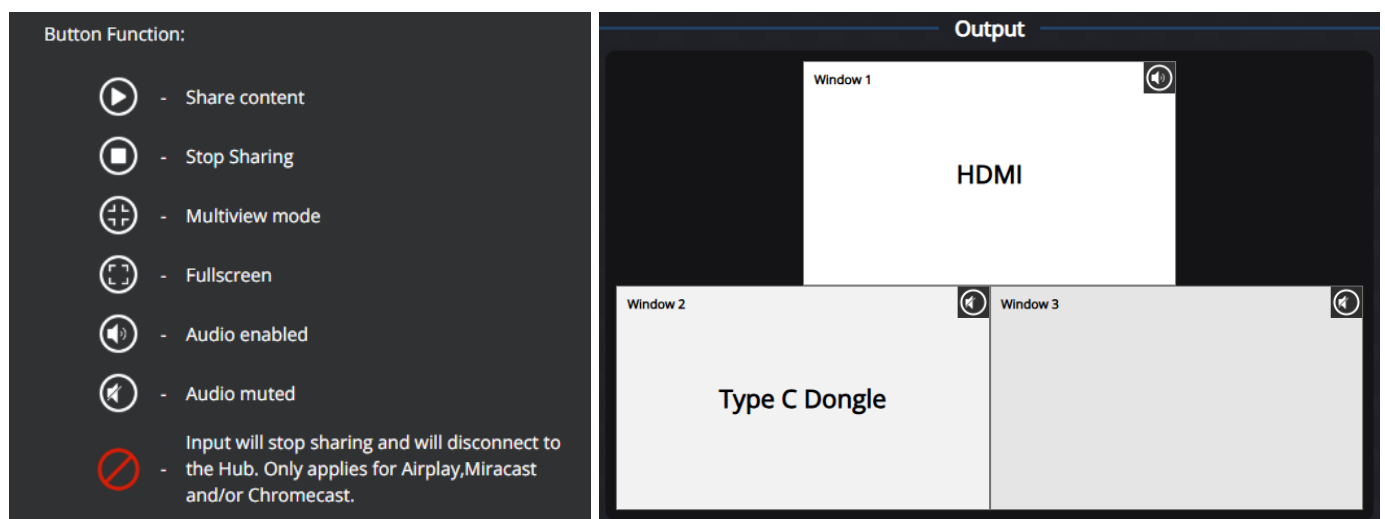 Button Function:
- Share content
- Stop Sharing
- Multiview mode
- Fullscreen
- Audio enabled
- Audio muted
- Input will stop sharing and will disconnect to
the Hub. Only applies for Airplay,Miracast
and/or Chromecast.
Output
Window 1
HDMI
Window 2
Type C Dongle
Window 3